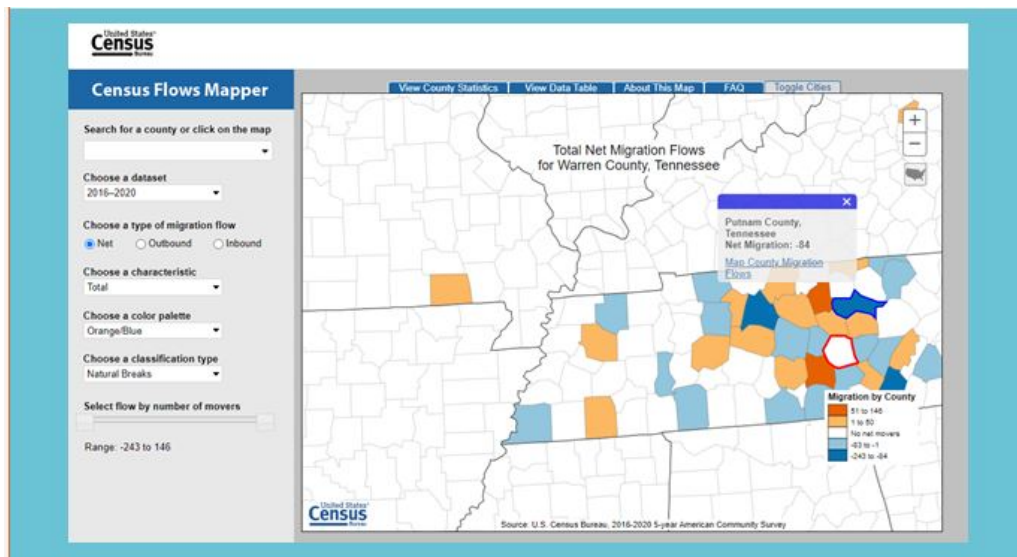 United States®
Census
Bureau
Census Flows Mapper
View County Statistics
View Data Table
About This Map
FAQ
Toggle Cities
Search for a county or click on the map
Choose a dataset
2016–2020
Choose a type of migration flow
Net
Outbound
Inbound
Choose a characteristic
Total
Choose a color palette
Orange/Blue
Choose a classification type
Natural Breaks
Select flow by number of movers
Range: -243 to 146
Total Net Migration Flows
for Warren County, Tennessee
+
−
×
Putnam County,
Tennessee
Net Migration: -84
Map County Migration
Flows
Migration by County
51 to 146
1 to 50
No net movers
-83 to -1
-243 to -84
United States®
Census
Bureau
Source: U.S. Census Bureau, 2016-2020 5-year American Community Survey